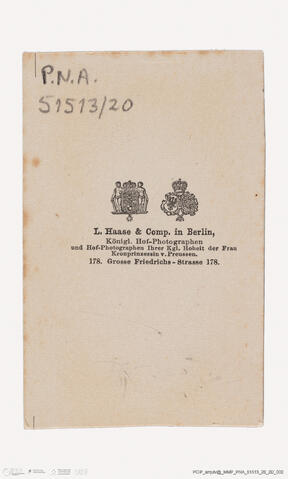 P.N.A.
51513/20
L. Haase & Comp. in Berlin,
Königl. Hof-Photographen
und Hof-Photographen Ihrer Kgl. Hoheit der Frau
Kronprinzessin v. Preussen.
178. Grosse Friedrichs-Strasse 178.